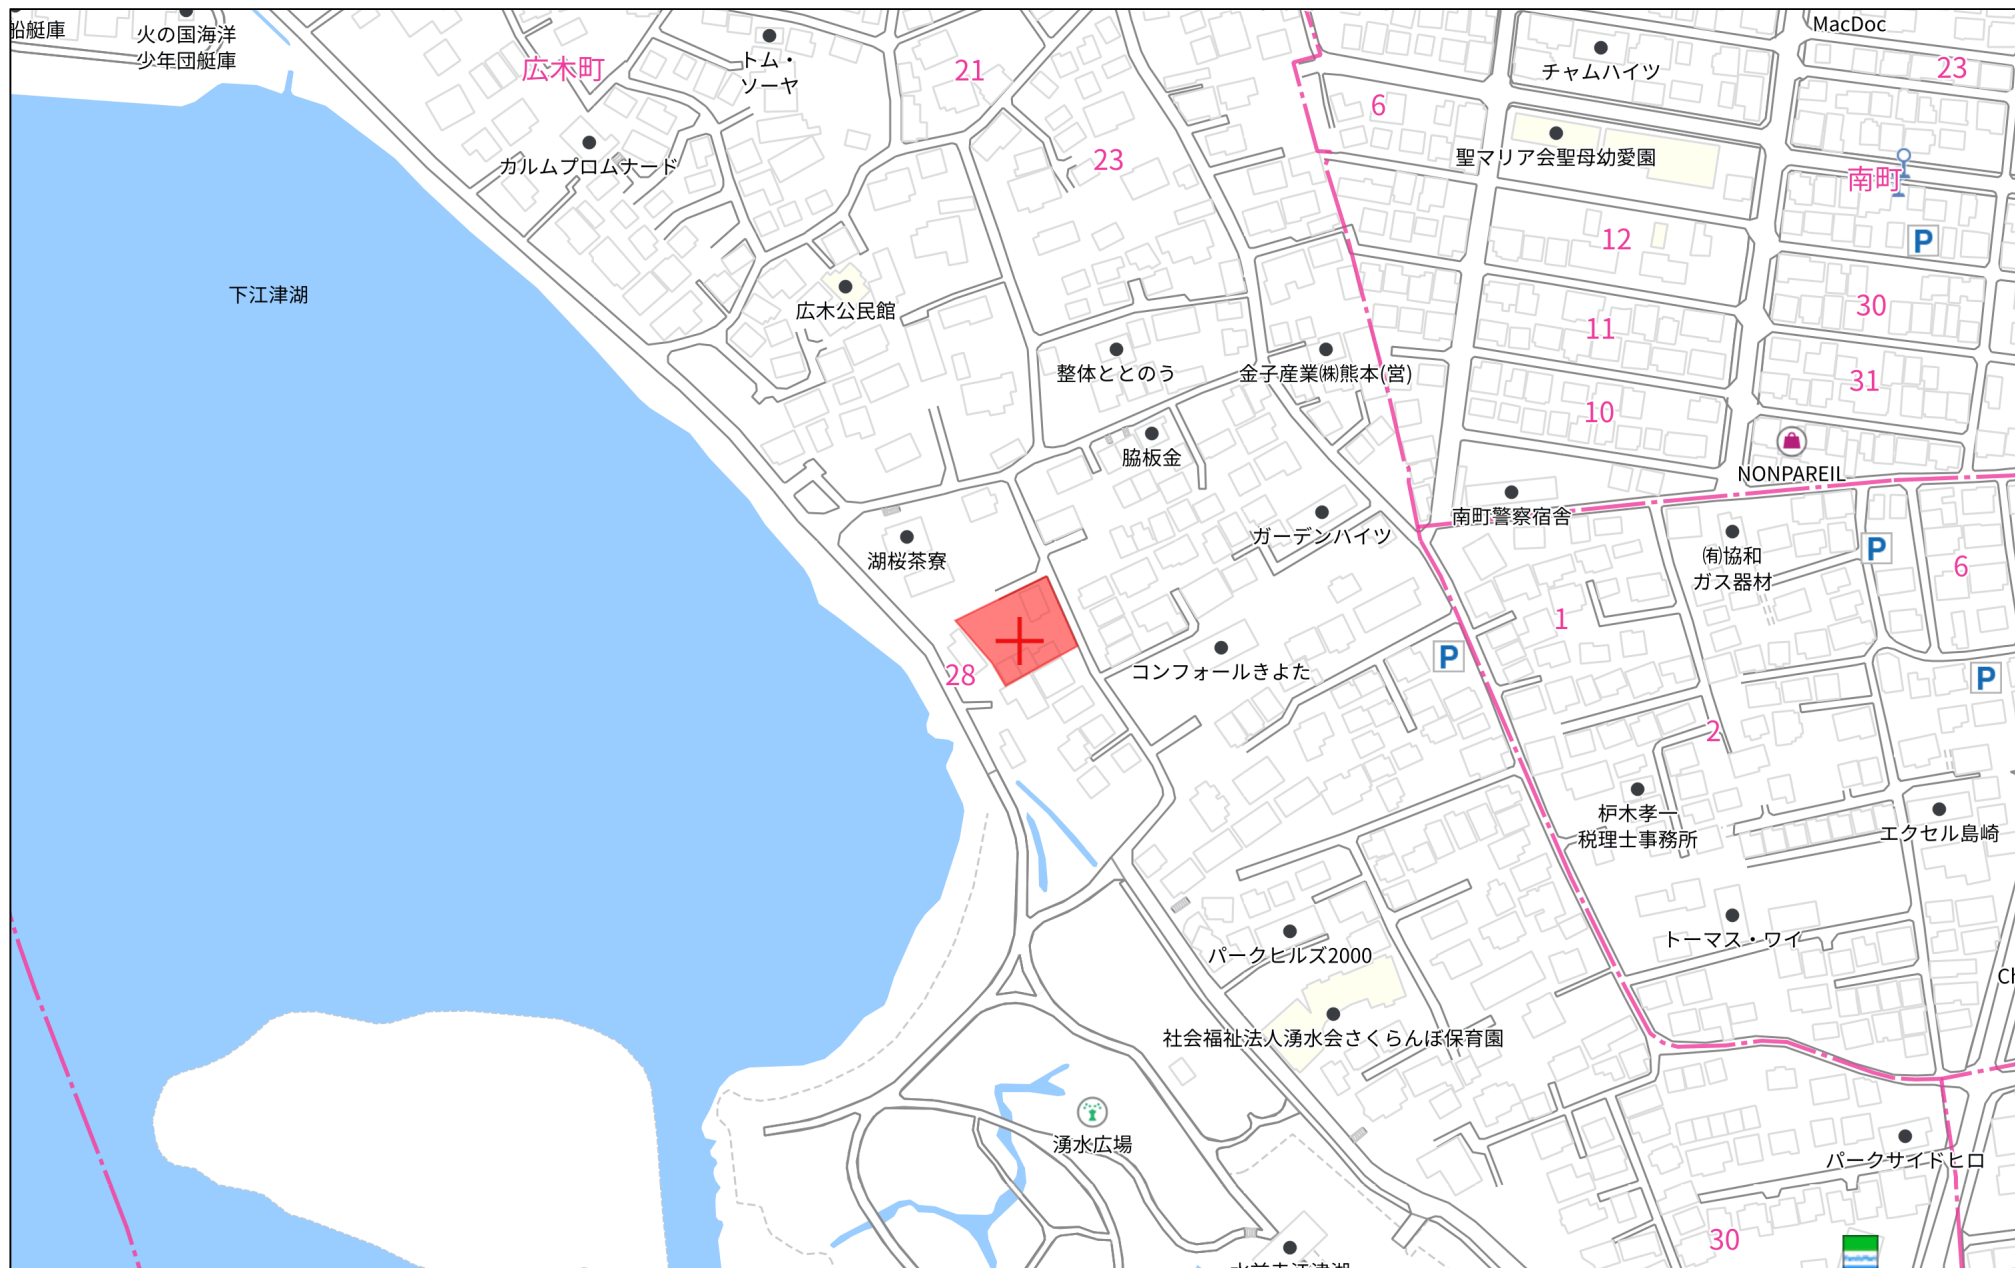 船艇庫
火の国海洋
少年団艇庫
広木町
トム・
ソーヤ
21
MacDoc
チャムハイツ
23
6
カルムプロムナード
23
聖マリア会聖母幼愛園
南町
12
P
下江津湖
広木公民館
30
11
整体ととのう
金子産業㈱熊本(営)
31
10
脇板金
NONPAREIL
南町警察宿舎
ガーデンハイツ
湖桜茶寮
㈲協和
ガス器材
P
6
1
28
コンフォールきよた
P
P
2
枦木孝一
税理士事務所
エクセル島崎
トーマス・ワイ
パークヒルズ2000
Ch
社会福祉法人湧水会さくらんぼ保育園
湧水広場
パークサイドヒロ
30